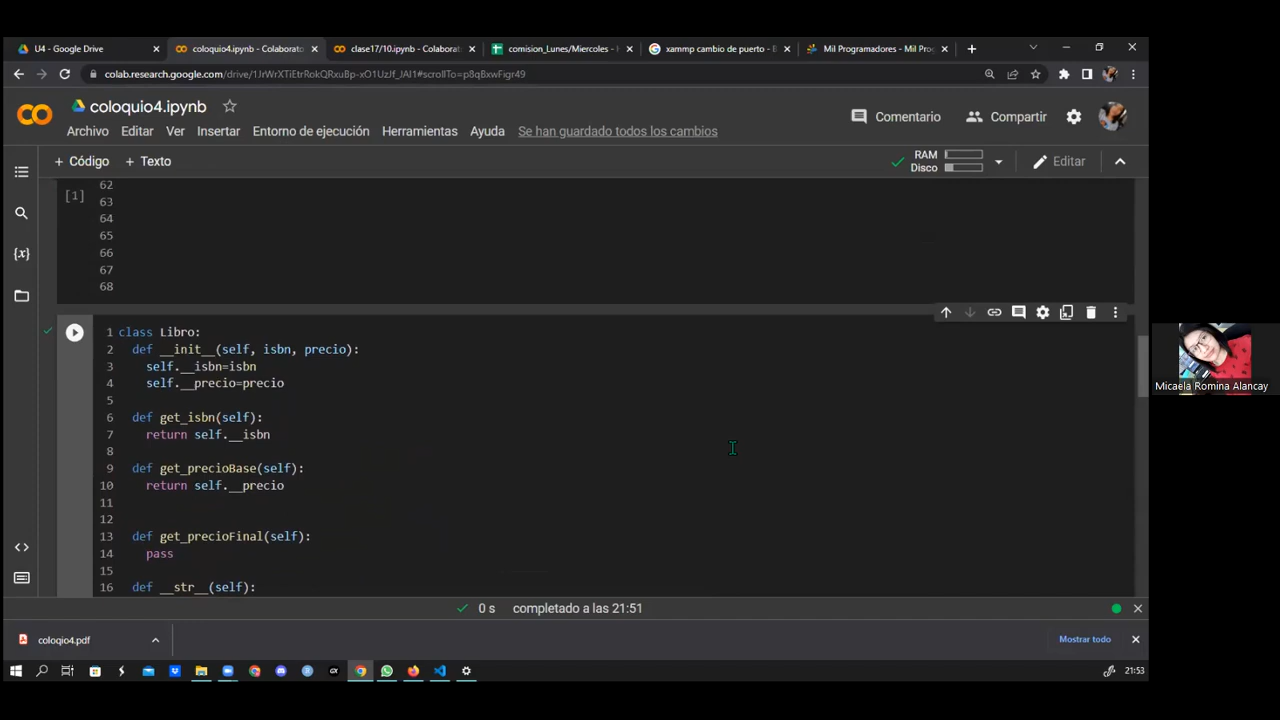 U4 - Google Drive
coloquio4.ipynb - Colaborato
clase17/10.ipynb - Colaborat
comision_Lunes/Miercoles -
xammp cambio de puerto - B
Mil Programadores - Mil Pro
colab.research.google.com/drive/1JrWrXTiEtrRokQRxuBp-xO1UzJf_JAI1#scrollTo=p8qBxwFigr49
coloquio4.ipynb
Archivo Editar Ver Insertar Entorno de ejecución Herramientas Ayuda Se han guardado todos los cambios
Comentario Compartir
+ Código + Texto
RAM
Disco
Editar
[1]
62
63
64
65
66
67
68
1 class Libro:
2 def __init__(self, isbn, precio):
3 self.__isbn=isbn
4 self.__precio=precio
5
6 def get_isbn(self):
7 return self.__isbn
8
9 def get_precioBase(self):
10 return self.__precio
11
12
13 def get_precioFinal(self):
14 pass
15
16 def __str__(self):
0 s completado a las 21:51
coloqio4.pdf
Mostrar todo
21:53
Micaela Romina Alancay